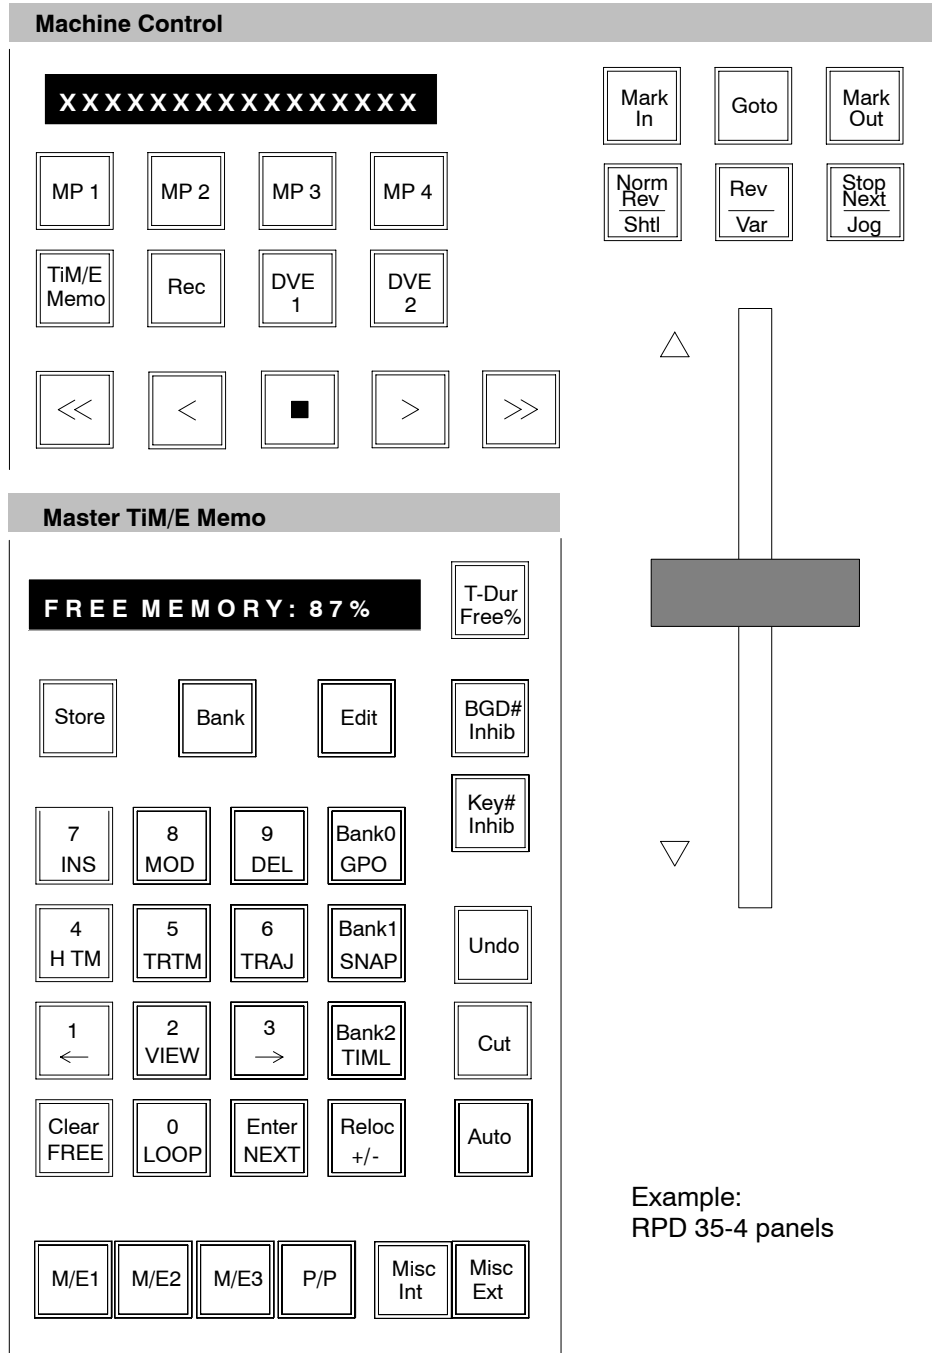 Machine Control
X X X X X X X X X X X X X X X X
Mark
In
Goto
Mark
Out
MP 1
MP 2
MP 3
MP 4
Norm
Rev
Shtl
Rev
Var
Stop
Next
Jog
TiM/E
Memo
Rec
DVE
1
DVE
2
<<
<
■
>
>>
Master TiM/E Memo
FREE MEMORY: 87%
T-Dur
Free%
Store
Bank
Edit
BGD#
Inhib
Key#
Inhib
7
INS
8
MOD
9
DEL
Bank0
GPO
4
H TM
5
TRTM
6
TRAJ
Bank1
SNAP
Undo
1
←
2
VIEW
3
→
Bank2
TIML
Cut
Clear
FREE
0
LOOP
Enter
NEXT
Reloc
+/-
Auto
Example:
RPD 35-4 panels
M/E1
M/E2
M/E3
P/P
Misc
Int
Misc
Ext